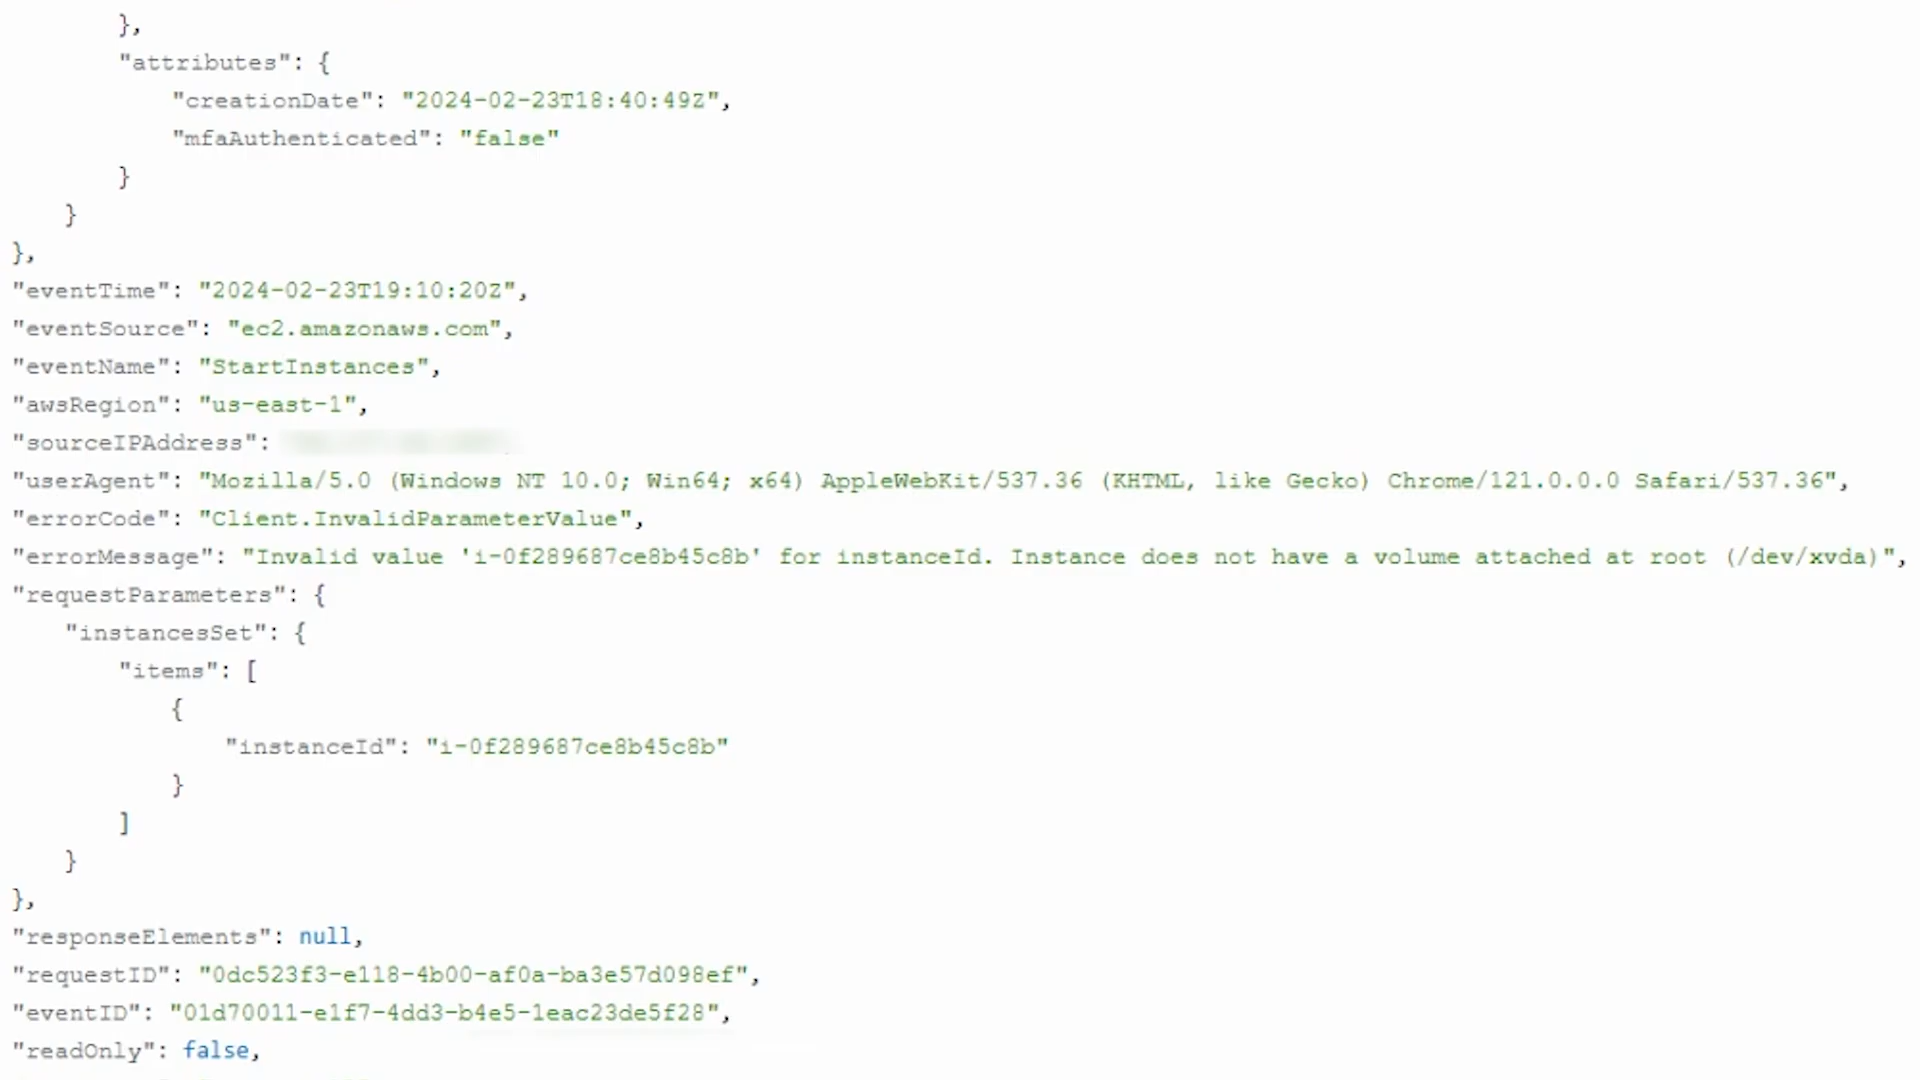 },
"attributes": {
"creationDate": "2024-02-23T18:40:49Z",
"mfaAuthenticated": "false"
}
}
},
"eventTime": "2024-02-23T19:10:20Z",
"eventSource": "ec2.amazonaws.com",
"eventName": "StartInstances",
"awsRegion": "us-east-1",
"sourceIPAddress":
"userAgent": "Mozilla/5.0 (Windows NT 10.0; Win64; x64) AppleWebKit/537.36 (KHTML, like Gecko) Chrome/121.0.0.0 Safari/537.36",
"errorCode": "Client.InvalidParameterValue",
"errorMessage": "Invalid value 'i-0f289687ce8b45c8b' for instanceId. Instance does not have a volume attached at root (/dev/xvda)",
"requestParameters": {
"instancesSet": {
"items": [
{
"instanceId": "i-0f289687ce8b45c8b"
}
]
}
},
"responseElements": null,
"requestID": "0dc523f3-e118-4b00-af0a-ba3e57d098ef",
"eventID": "01d70011-e1f7-4dd3-b4e5-1eac23de5f28",
"readOnly": false,